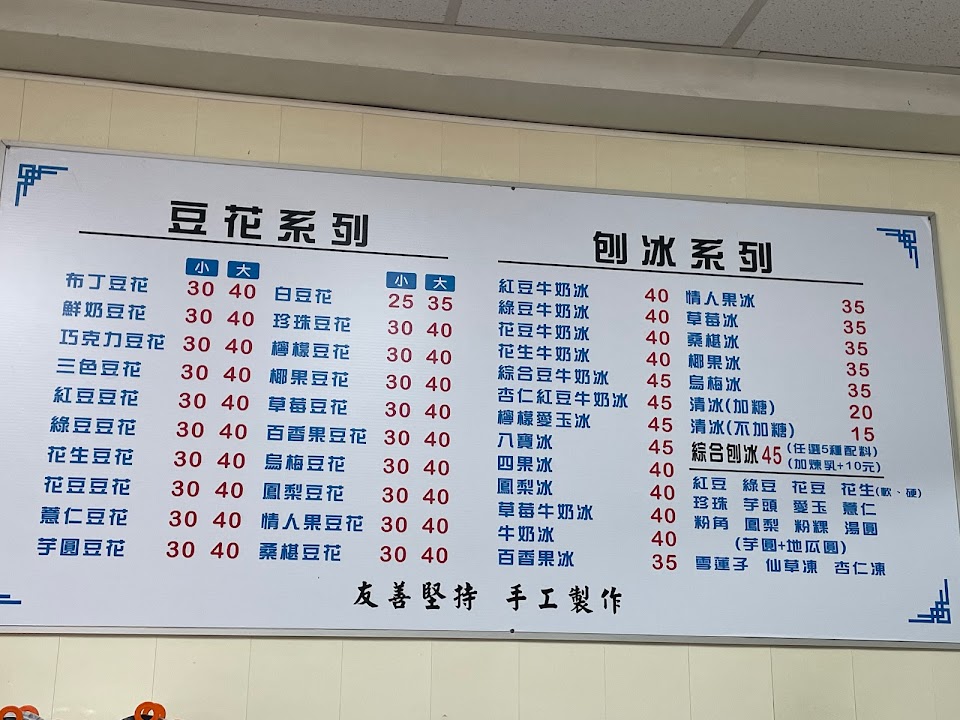 豆花系列
小 大
布丁豆花 30 40
鮮奶豆花 30 40
巧克力豆花 30 40
三色豆花 30 40
紅豆豆花 30 40
綠豆豆花 30 40
花生豆花 30 40
花豆豆花 30 40
薏仁豆花 30 40
芋圓豆花 30 40
小 大
白豆花 25 35
珍珠豆花 30 40
檸檬豆花 30 40
椰果豆花 30 40
草莓豆花 30 40
百香果豆花 30 40
烏梅豆花 30 40
鳳梨豆花 30 40
情人果豆花 30 40
桑椹豆花 30 40
刨冰系列
紅豆牛奶冰 40
綠豆牛奶冰 40
花豆牛奶冰 40
花生牛奶冰 40
綜合豆牛奶冰 45
杏仁紅豆牛奶冰 45
檸檬愛玉冰 45
八寶冰 45
四果冰 40
鳳梨冰 40
草莓牛奶冰 40
牛奶冰 40
百香果冰 35
情人果冰 35
草莓冰 35
桑椹冰 35
椰果冰 35
烏梅冰 35
清冰(加糖) 20
清冰(不加糖) 15
綜合刨冰45 (任選5種配料)
(加煉乳+10元)
紅豆 綠豆 花豆 花生(軟、硬)
珍珠 芋頭 愛玉 薏仁
粉角 鳳梨 粉粿 湯圓
(芋圓+地瓜圓)
雪蓮子 仙草凍 杏仁凍
友善堅持 手工製作